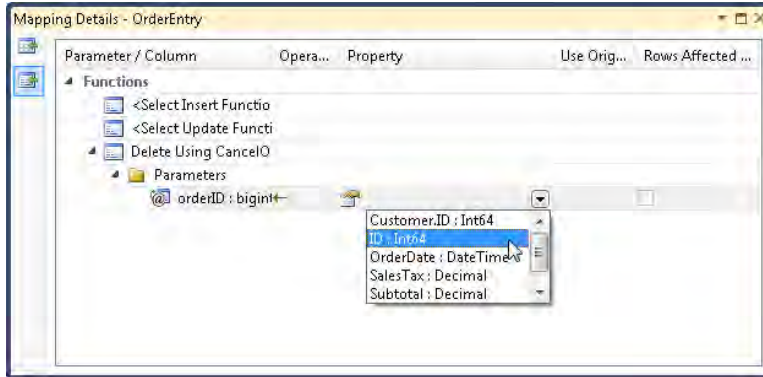 Mapping Details - OrderEntry
Parameter / Column Opera... Property Use Orig... Rows Affected ...
Functions
<Select Insert Functio
<Select Update Functi
Delete Using CancelO
Parameters
orderID : bigint
Customer.ID : Int64
ID : Int64
OrderDate : DateTime
SalesTax : Decimal
Subtotal : Decimal